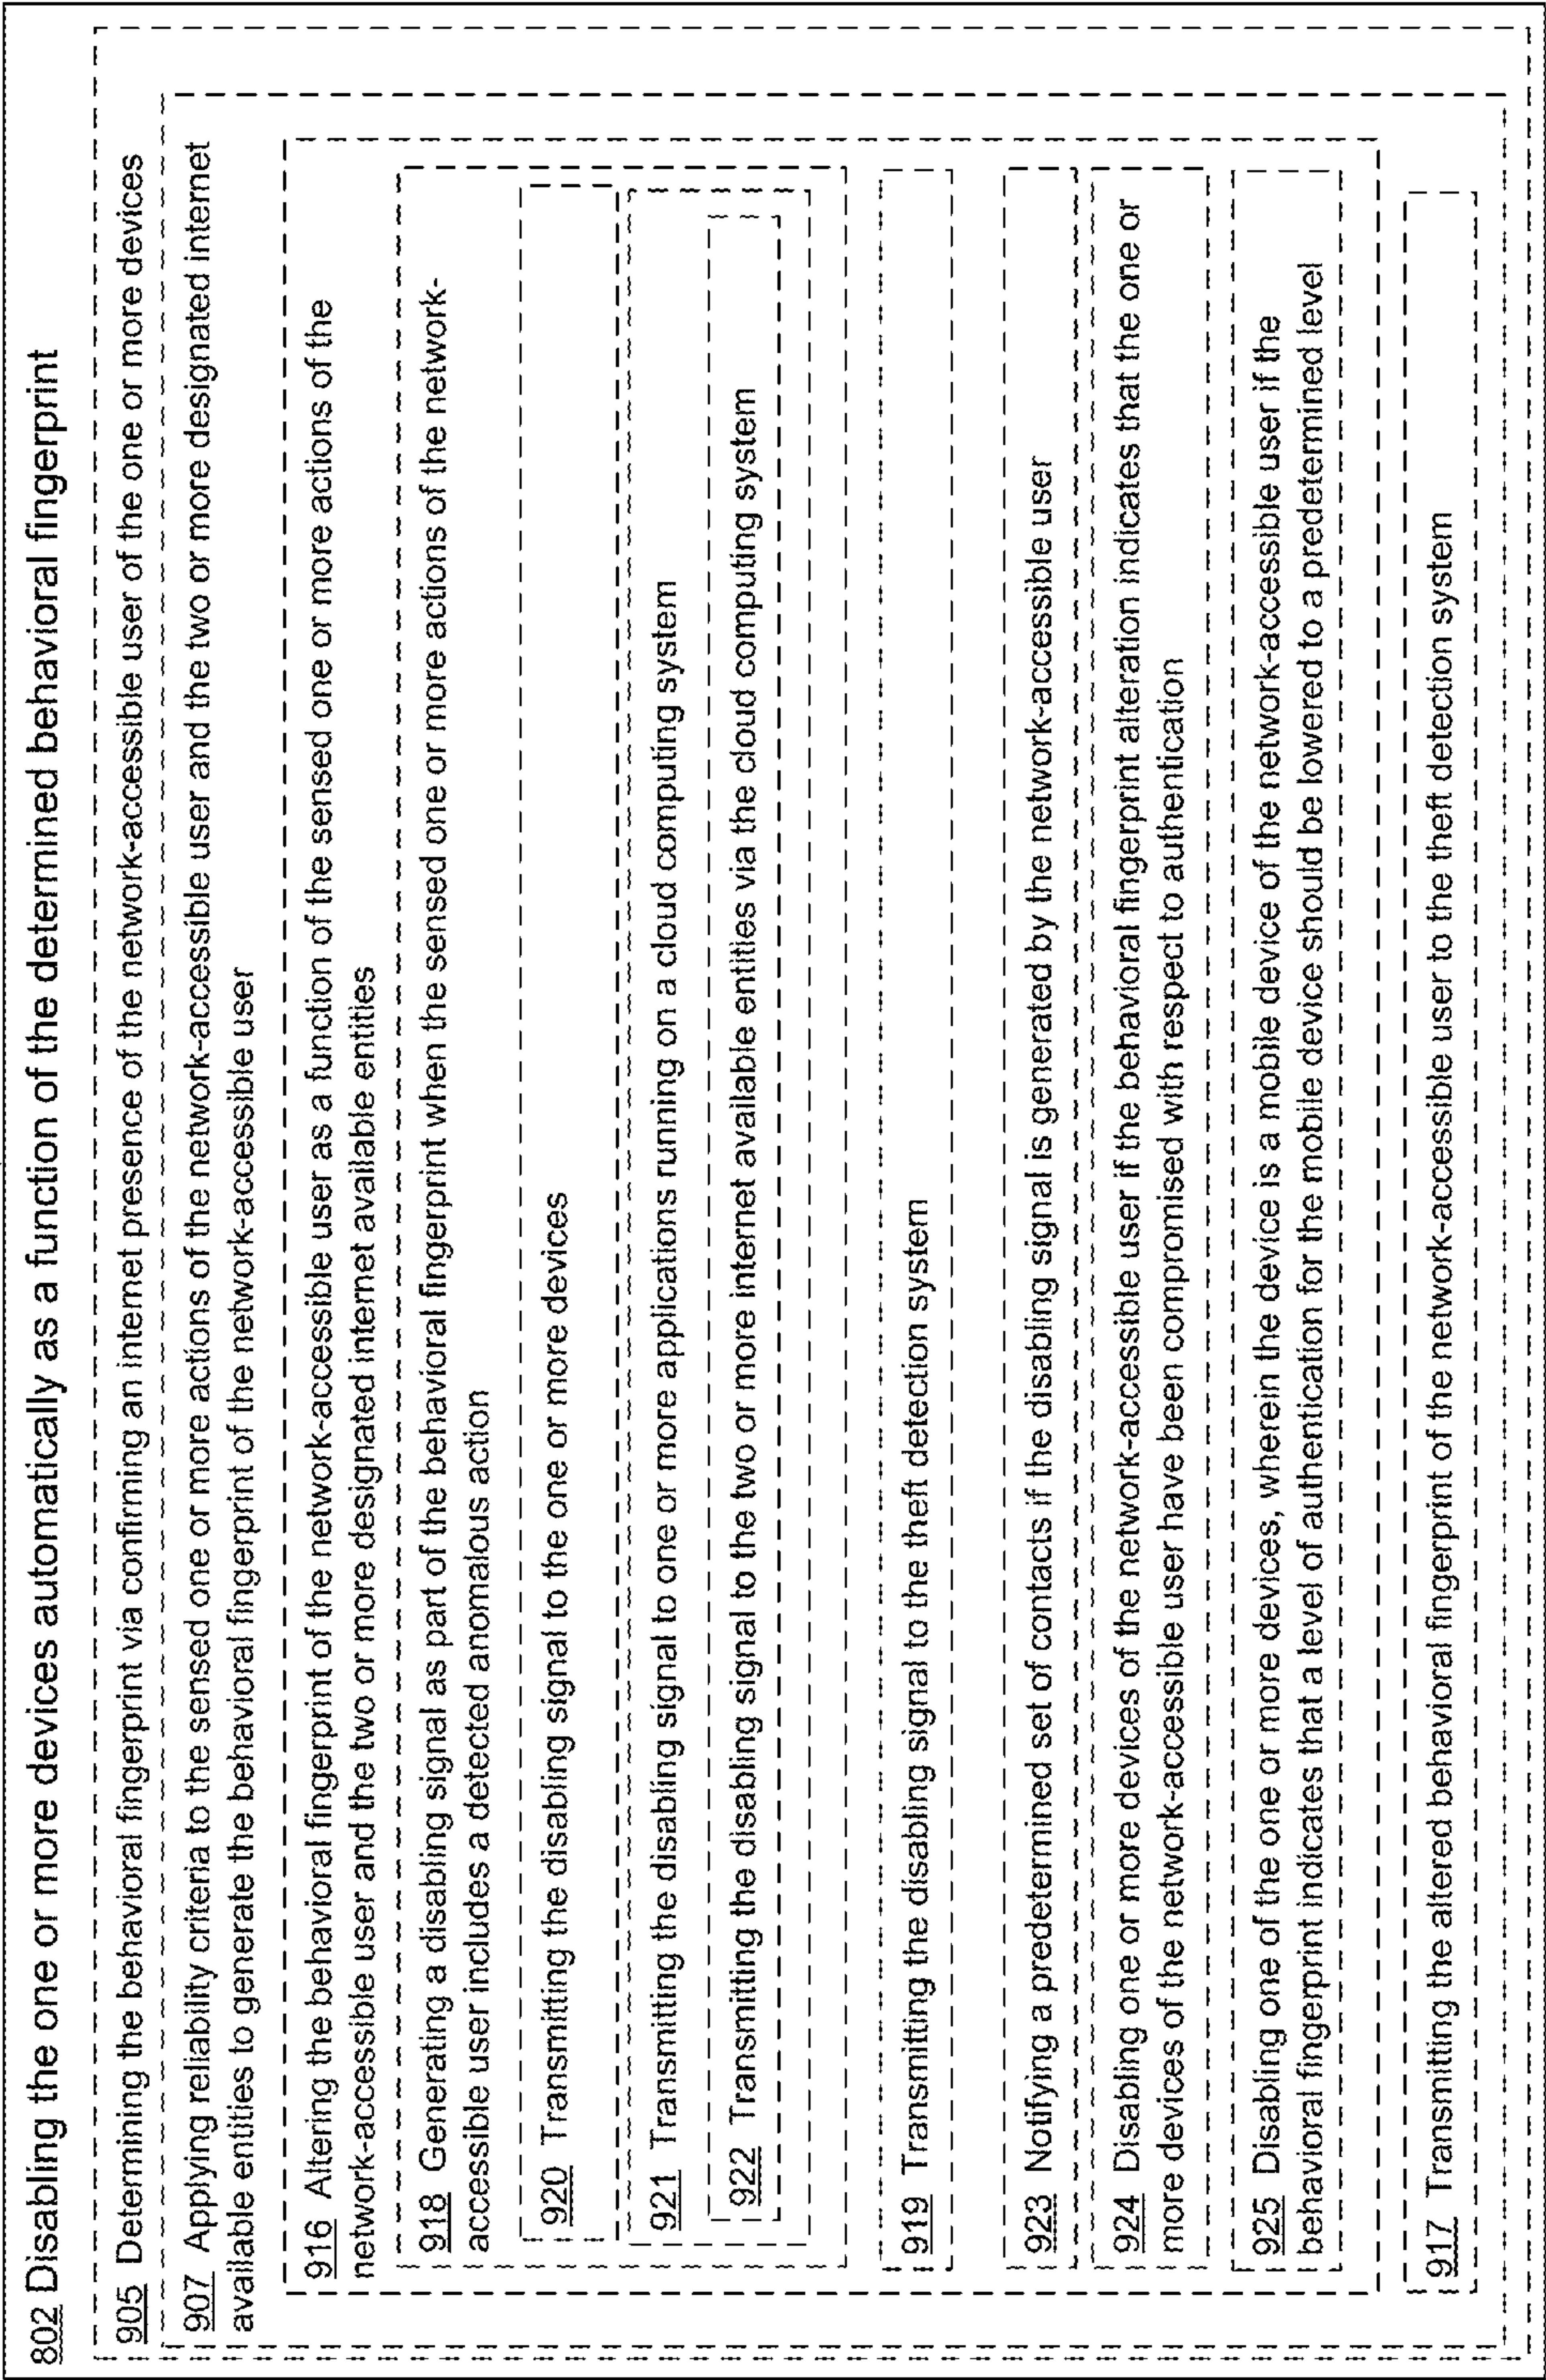 802 Disabling the one or more devices automatically as a function of the determined behavioral fingerprint
905 Determining the behavioral fingerprint via confirming an internet presence of the network-accessible user of the one or more devices
907 Applying reliability criteria to the sensed one or more actions of the network-accessible user and the two or more designated internet
available entities to generate the behavioral fingerprint of the network-accessible user
916 Altering the behavioral fingerprint of the network-accessible user as a function of the sensed one or more actions of the
network-accessible user and the two or more designated internet available entities
918 Generating a disabling signal as part of the behavioral fingerprint when the sensed one or more actions of the network-
accessible user includes a detected anomalous action
920 Transmitting the disabling signal to the one or more devices
921 Transmitting the disabling signal to one or more applications running on a cloud computing system
922 Transmitting the disabling signal to the two or more internet available entities via the cloud computing system
919 Transmitting the disabling signal to the theft detection system
923 Notifying a predetermined set of contacts if the disabling signal is generated by the network-accessible user
924 Disabling one or more devices of the network-accessible user if the behavioral fingerprint alteration indicates that the one or
more devices of the network-accessible user have been compromised with respect to authentication
925 Disabling one of the one or more devices, wherein the device is a mobile device of the network-accessible user if the
behavioral fingerprint indicates that a level of authentication for the mobile device should be lowered to a predetermined level
917 Transmitting the altered behavioral fingerprint of the network-accessible user to the theft detection system